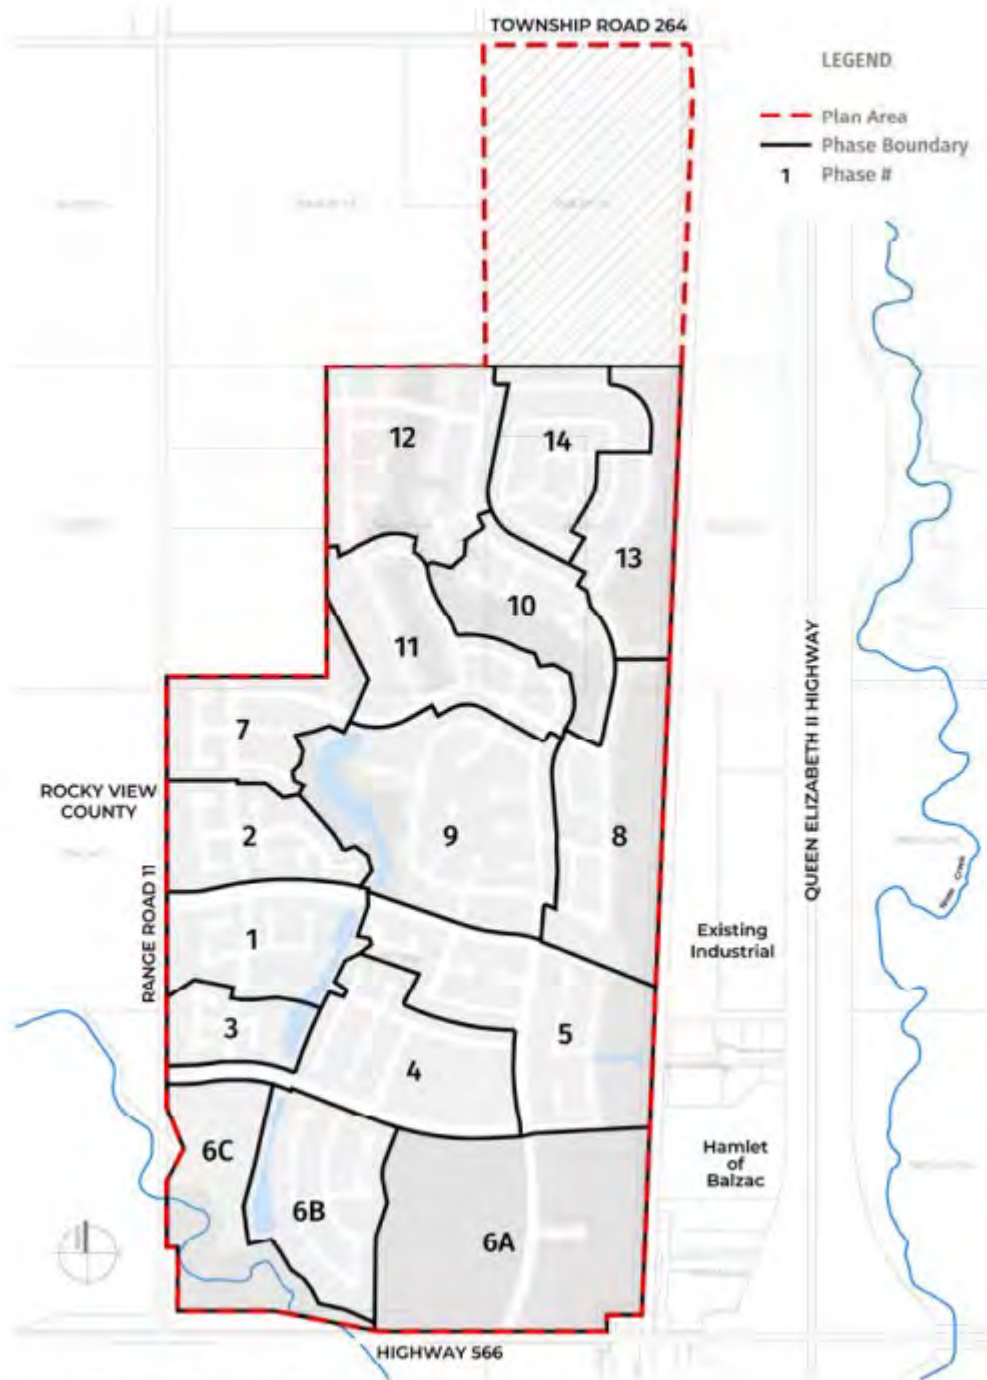 TOWNSHIP ROAD 264
LEGEND
Plan Area
Phase Boundary
1 Phase #
12
14
13
10
11
7
ROCKY VIEW
COUNTY
2
9
8
QUEEN ELIZABETH II HIGHWAY
RANGE ROAD 11
1
Existing
Industrial
Creek
3
5
4
6C
Hamlet
of
Balzac
6B
6A
HIGHWAY 566